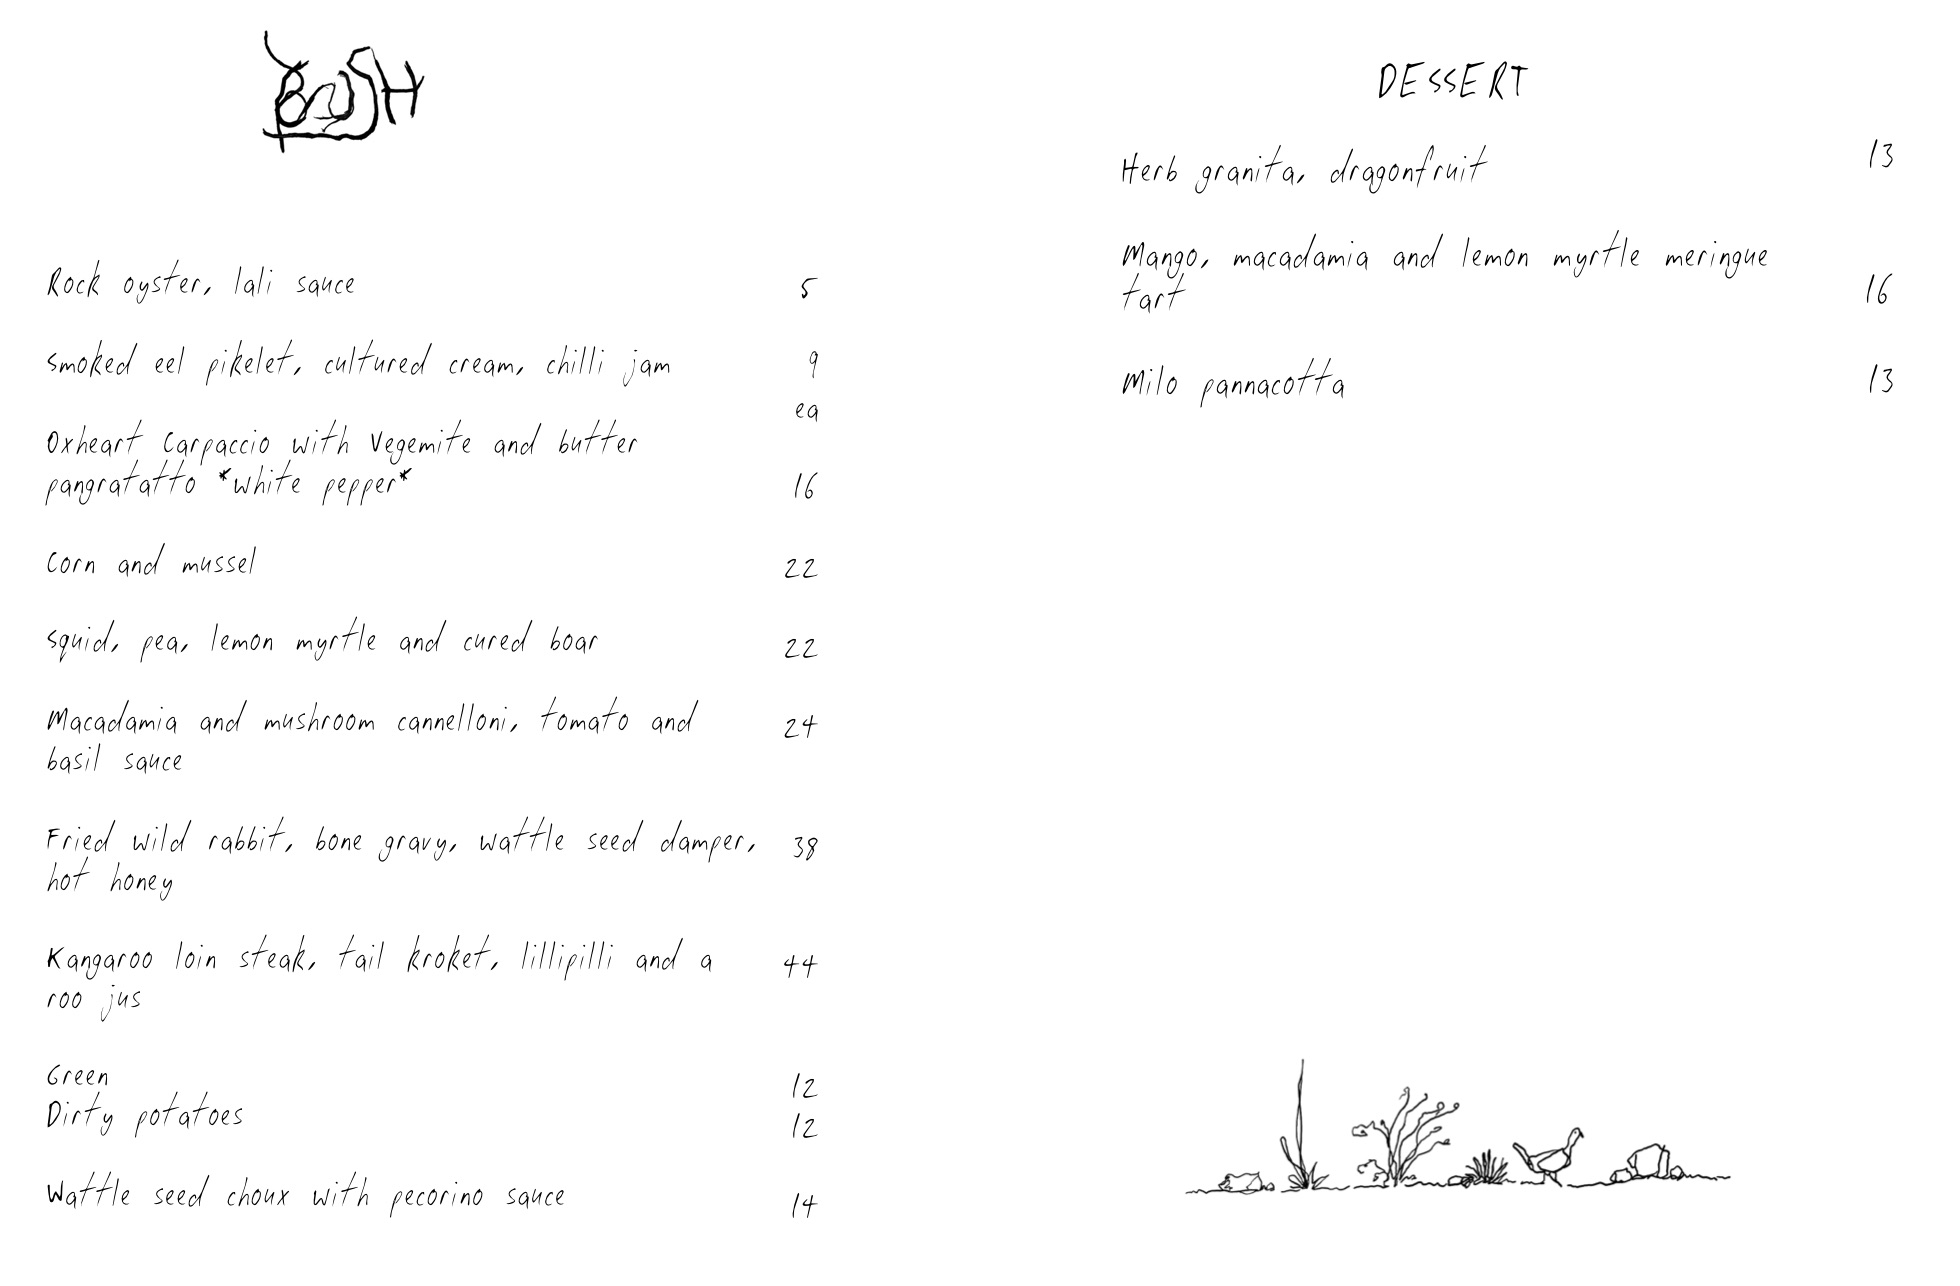 BUSH
Rock oyster, lali sauce 5
Smoked eel pikelet, cultured cream, chilli jam 9
ea
Oxheart Carpaccio with Vegemite and butter
pangratatto *white pepper* 16
Corn and mussel 22
Squid, pea, lemon myrtle and cured boar 22
Macadamia and mushroom cannelloni, tomato and 24
basil sauce
Fried wild rabbit, bone gravy, wattle seed damper, 38
hot honey
Kangaroo loin steak, tail kroket, lillipilli and a 44
roo jus
Green 12
Dirty potatoes 12
Wattle seed choux with pecorino sauce 14
DESSERT
Herb granita, dragonfruit 13
Mango, macadamia and lemon myrtle meringue
tart 16
Milo pannacotta 13